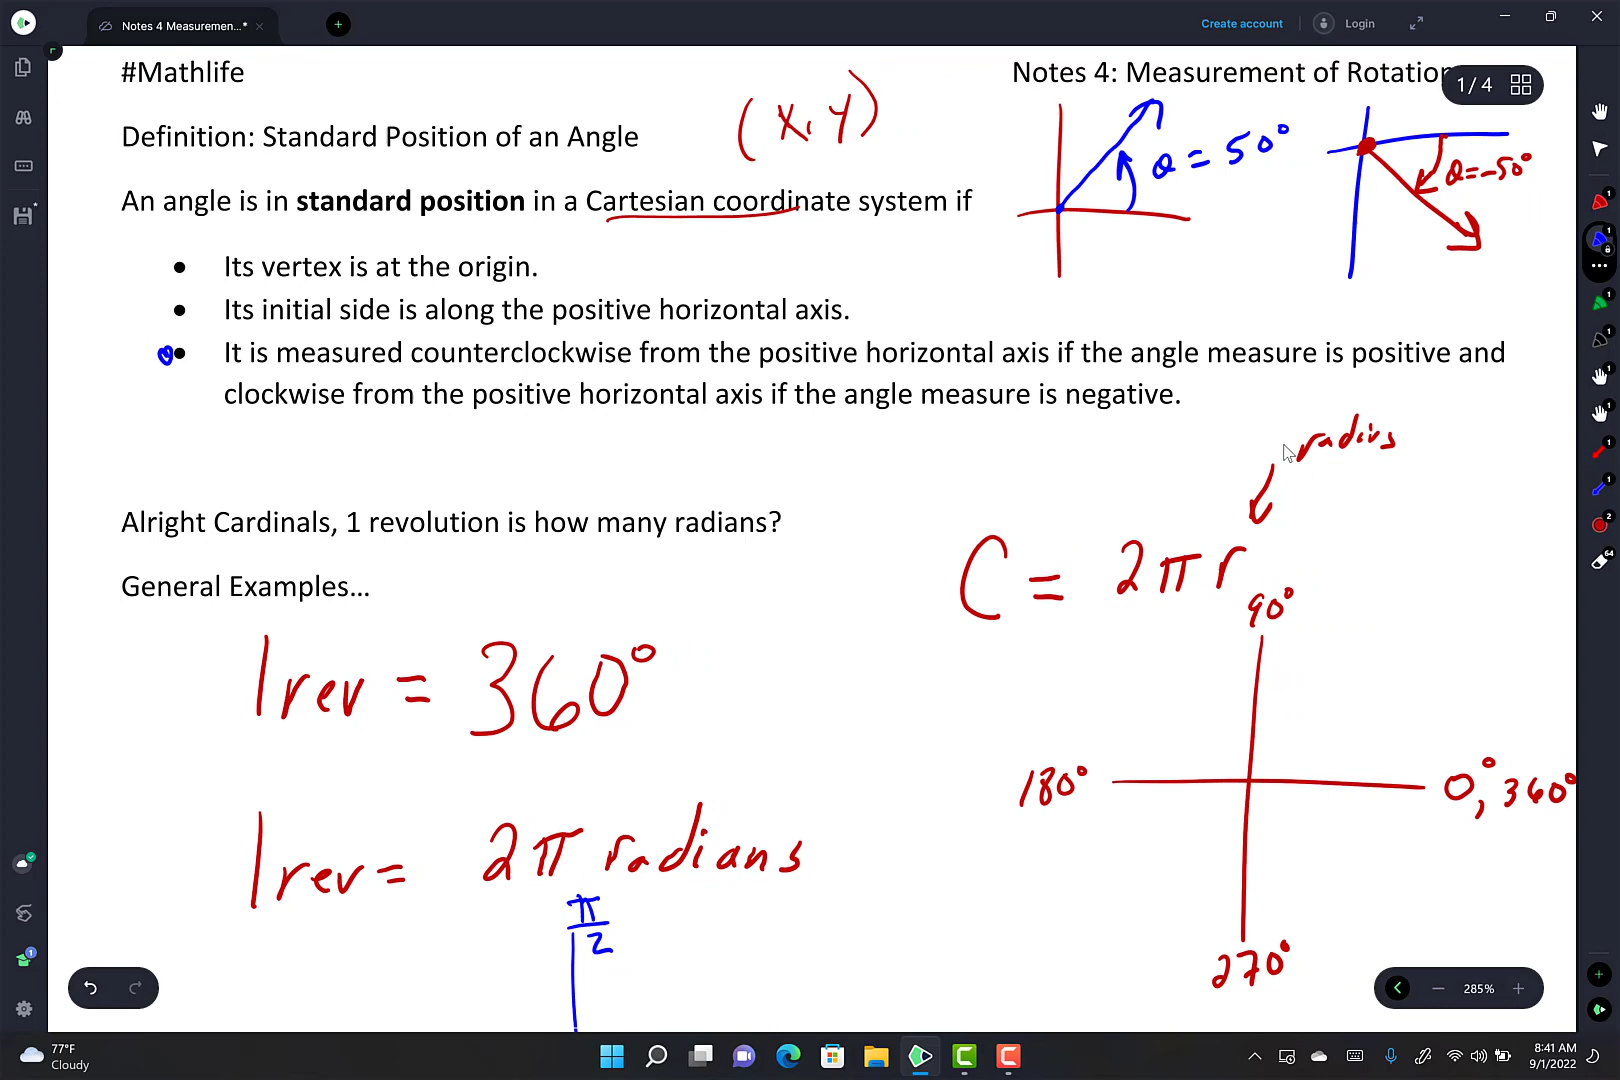 Notes 4 Measuremen...*
Create account
Login
#Mathlife
Notes 4: Measurement of Rotation
1/4
(x, y)
Definition: Standard Position of an Angle
θ = 50°
θ=-50°
An angle is in standard position in a Cartesian coordinate system if
• Its vertex is at the origin.
• Its initial side is along the positive horizontal axis.
• It is measured counterclockwise from the positive horizontal axis if the angle measure is positive and
clockwise from the positive horizontal axis if the angle measure is negative.
radius
Alright Cardinals, 1 revolution is how many radians?
C = 2πr
General Examples...
90°
1 rev = 360°
180°
0°, 360°
1 rev = 2π radians
π/2
270°
285%
77°F
Cloudy
8:41 AM
9/1/2022